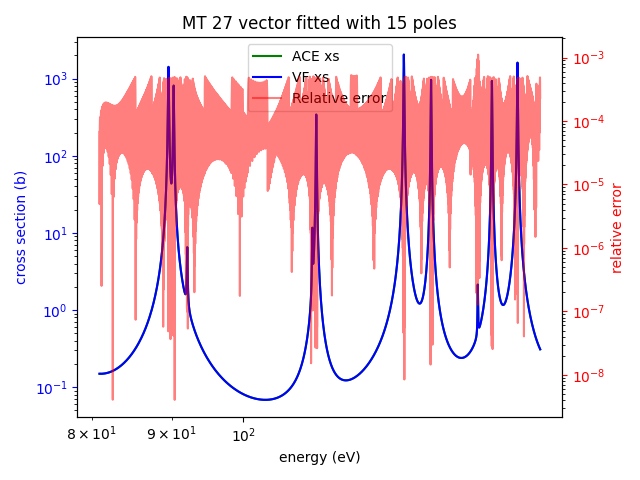 MT 27 vector fitted with 15 poles
ACE xs
VF xs
Relative error
cross section (b)
10³
10²
10¹
10⁰
10⁻¹
relative error
10⁻³
10⁻⁴
10⁻⁵
10⁻⁶
10⁻⁷
10⁻⁸
8 × 10¹ 9 × 10¹ 10²
energy (eV)